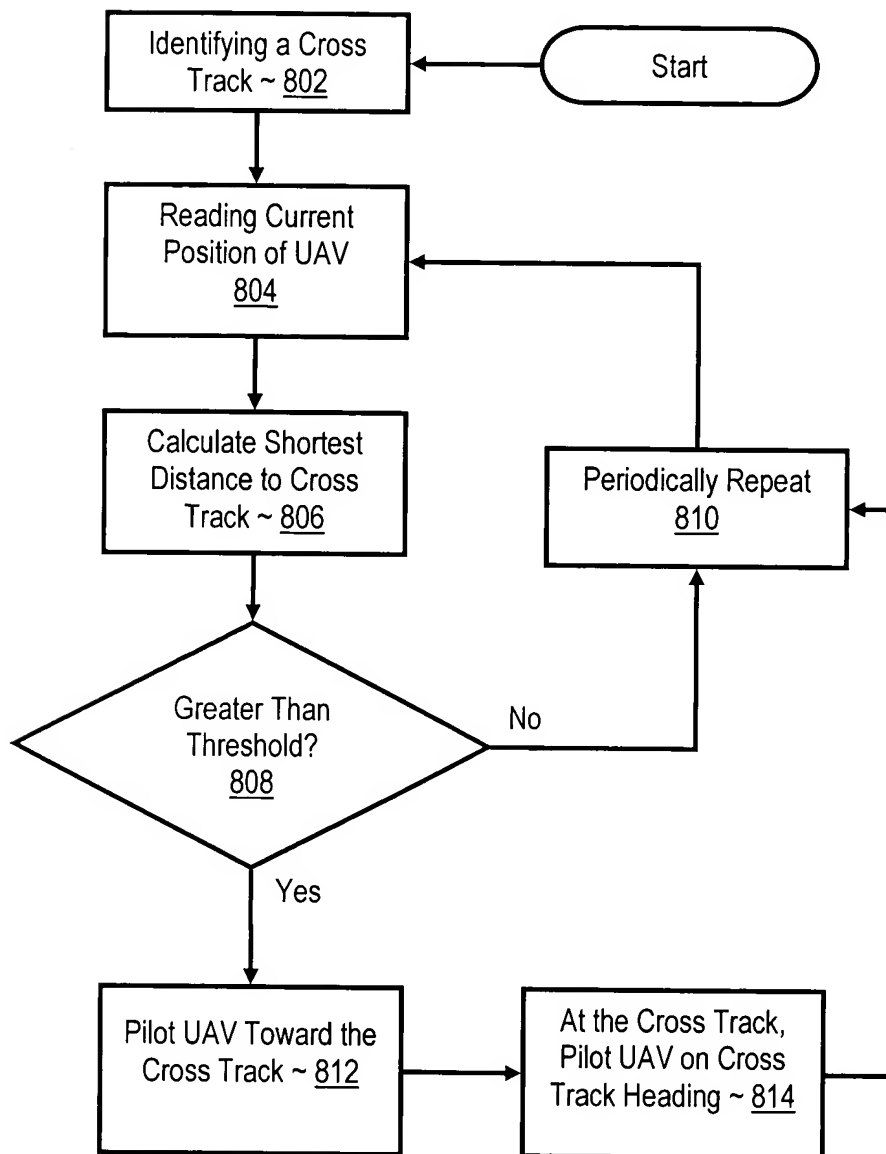 Start
Identifying a Cross
Track ~ 802
Reading Current
Position of UAV
804
Calculate Shortest
Distance to Cross
Track ~ 806
Periodically Repeat
810
Greater Than
Threshold?
808
No
Yes
Pilot UAV Toward the
Cross Track ~ 812
At the Cross Track,
Pilot UAV on Cross
Track Heading ~ 814